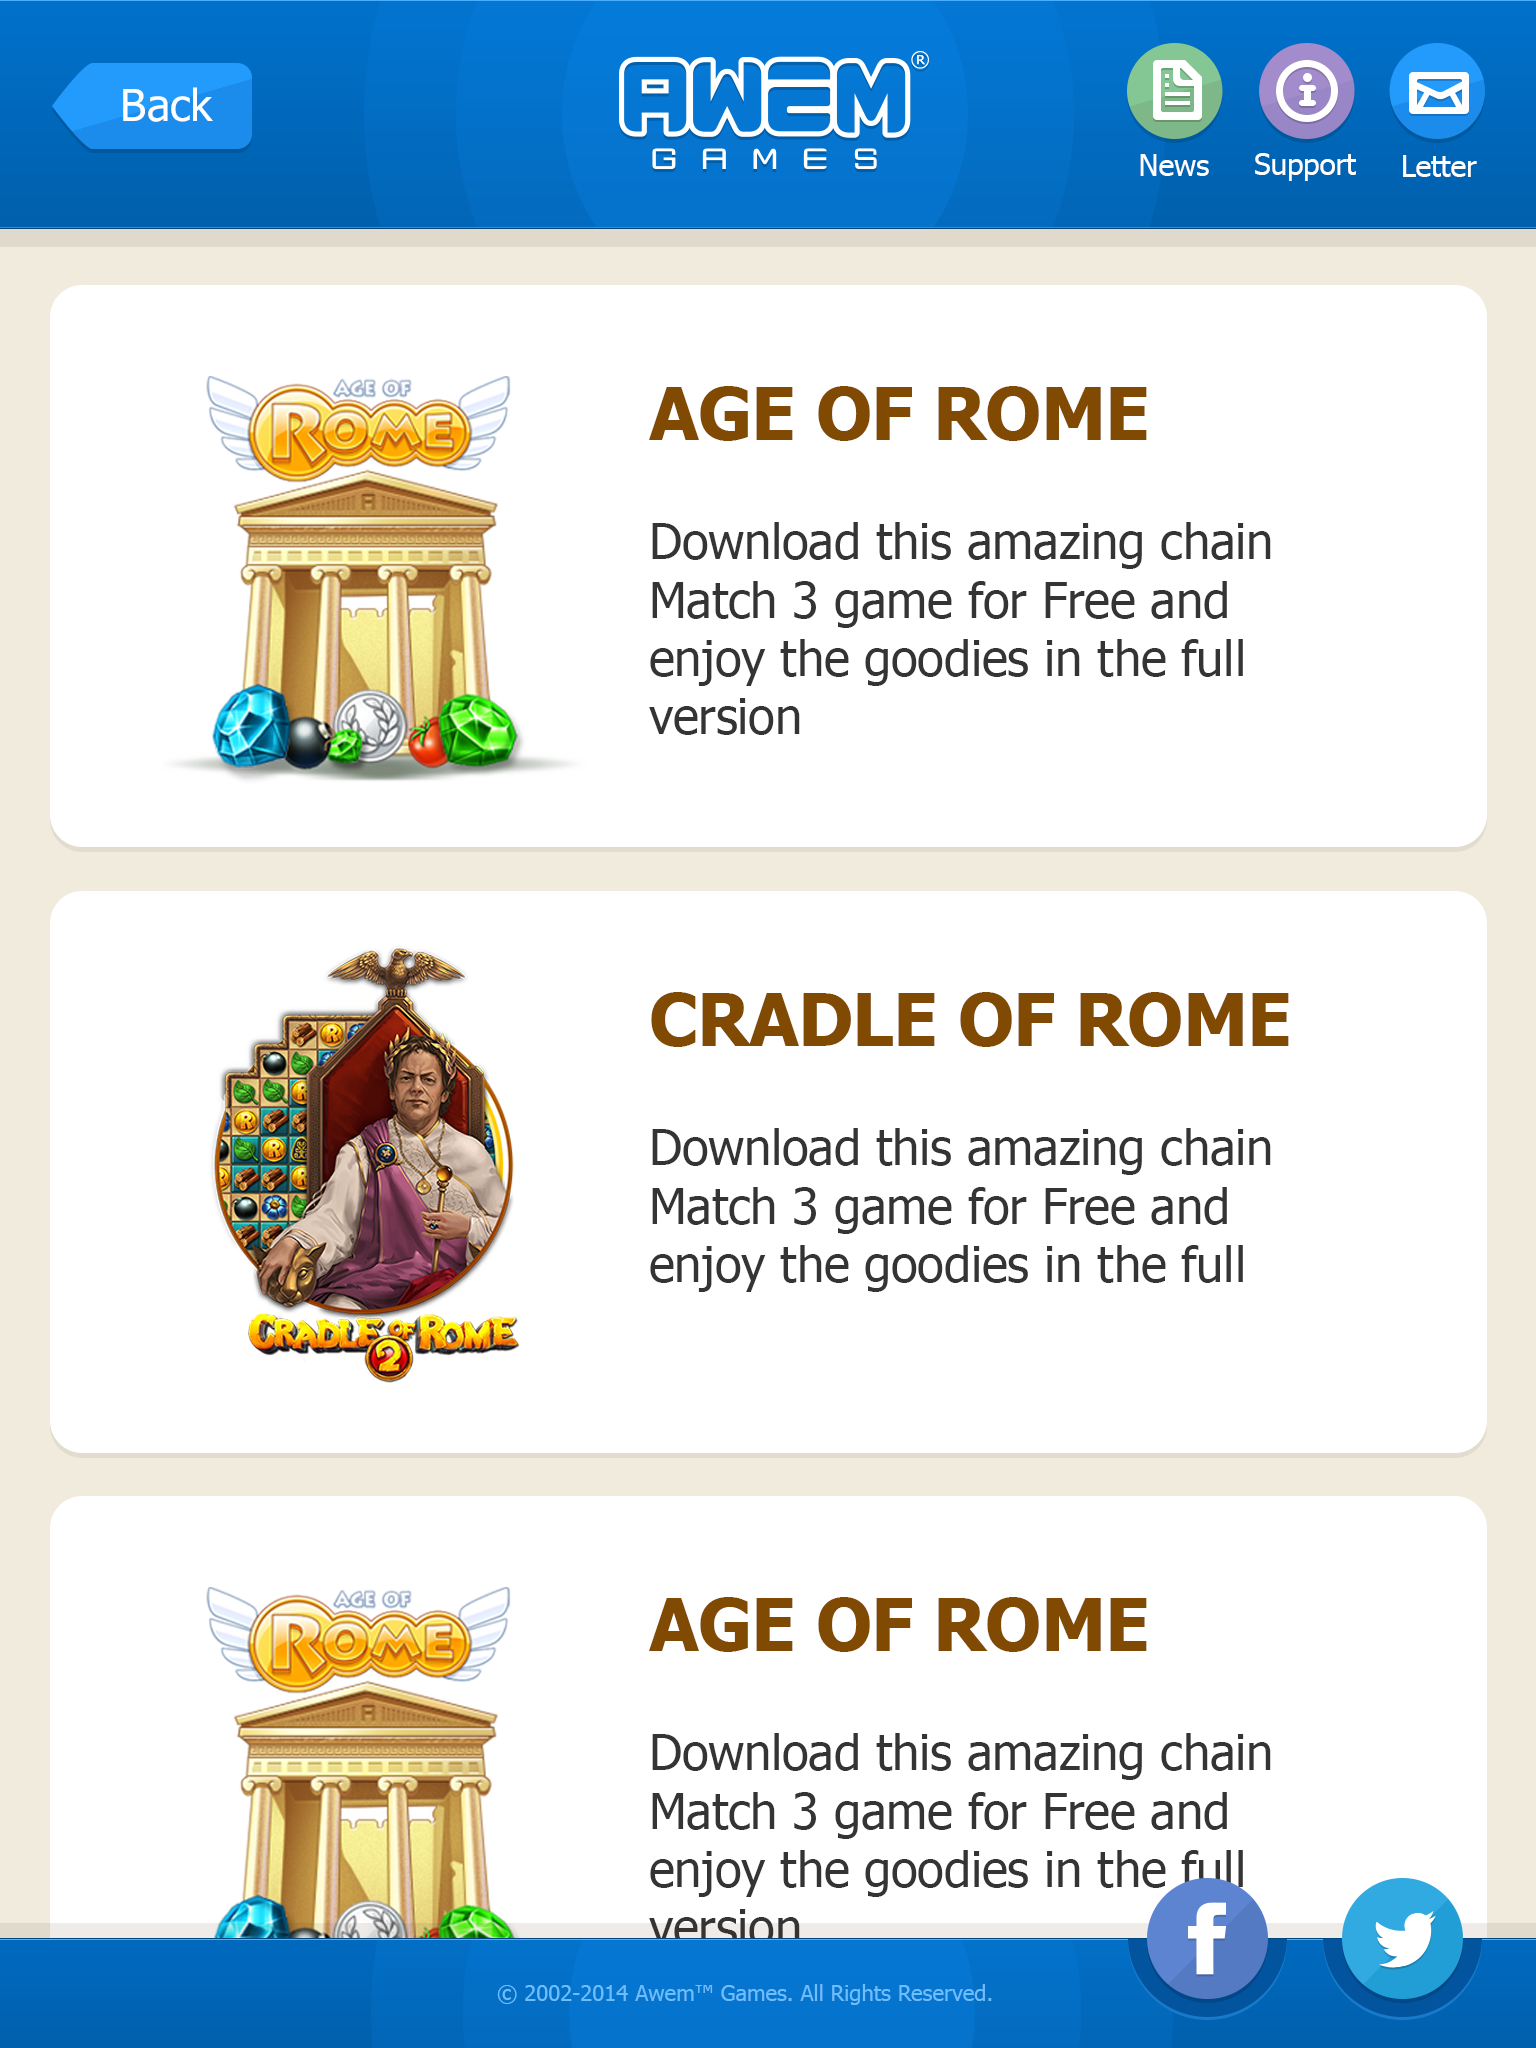 Back
AWEM®
GAMES
News
Support
Letter
AGE OF
ROME
AGE OF ROME
Download this amazing chain
Match 3 game for Free and
enjoy the goodies in the full
version
CRADLE OF ROME
2
CRADLE OF ROME
Download this amazing chain
Match 3 game for Free and
enjoy the goodies in the full
AGE OF
ROME
AGE OF ROME
Download this amazing chain
Match 3 game for Free and
enjoy the goodies in the full
version
© 2002-2014 Awem™ Games. All Rights Reserved.